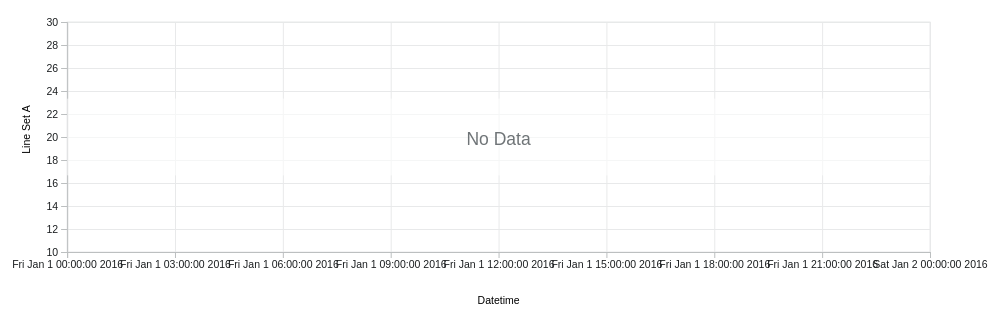 30
28
26
24
22
20
18
16
14
12
10
Line Set A
No Data
Fri Jan 1 00:00:00 2016
Fri Jan 1 03:00:00 2016
Fri Jan 1 06:00:00 2016
Fri Jan 1 09:00:00 2016
Fri Jan 1 12:00:00 2016
Fri Jan 1 15:00:00 2016
Fri Jan 1 18:00:00 2016
Fri Jan 1 21:00:00 2016
Sat Jan 2 00:00:00 2016
Datetime